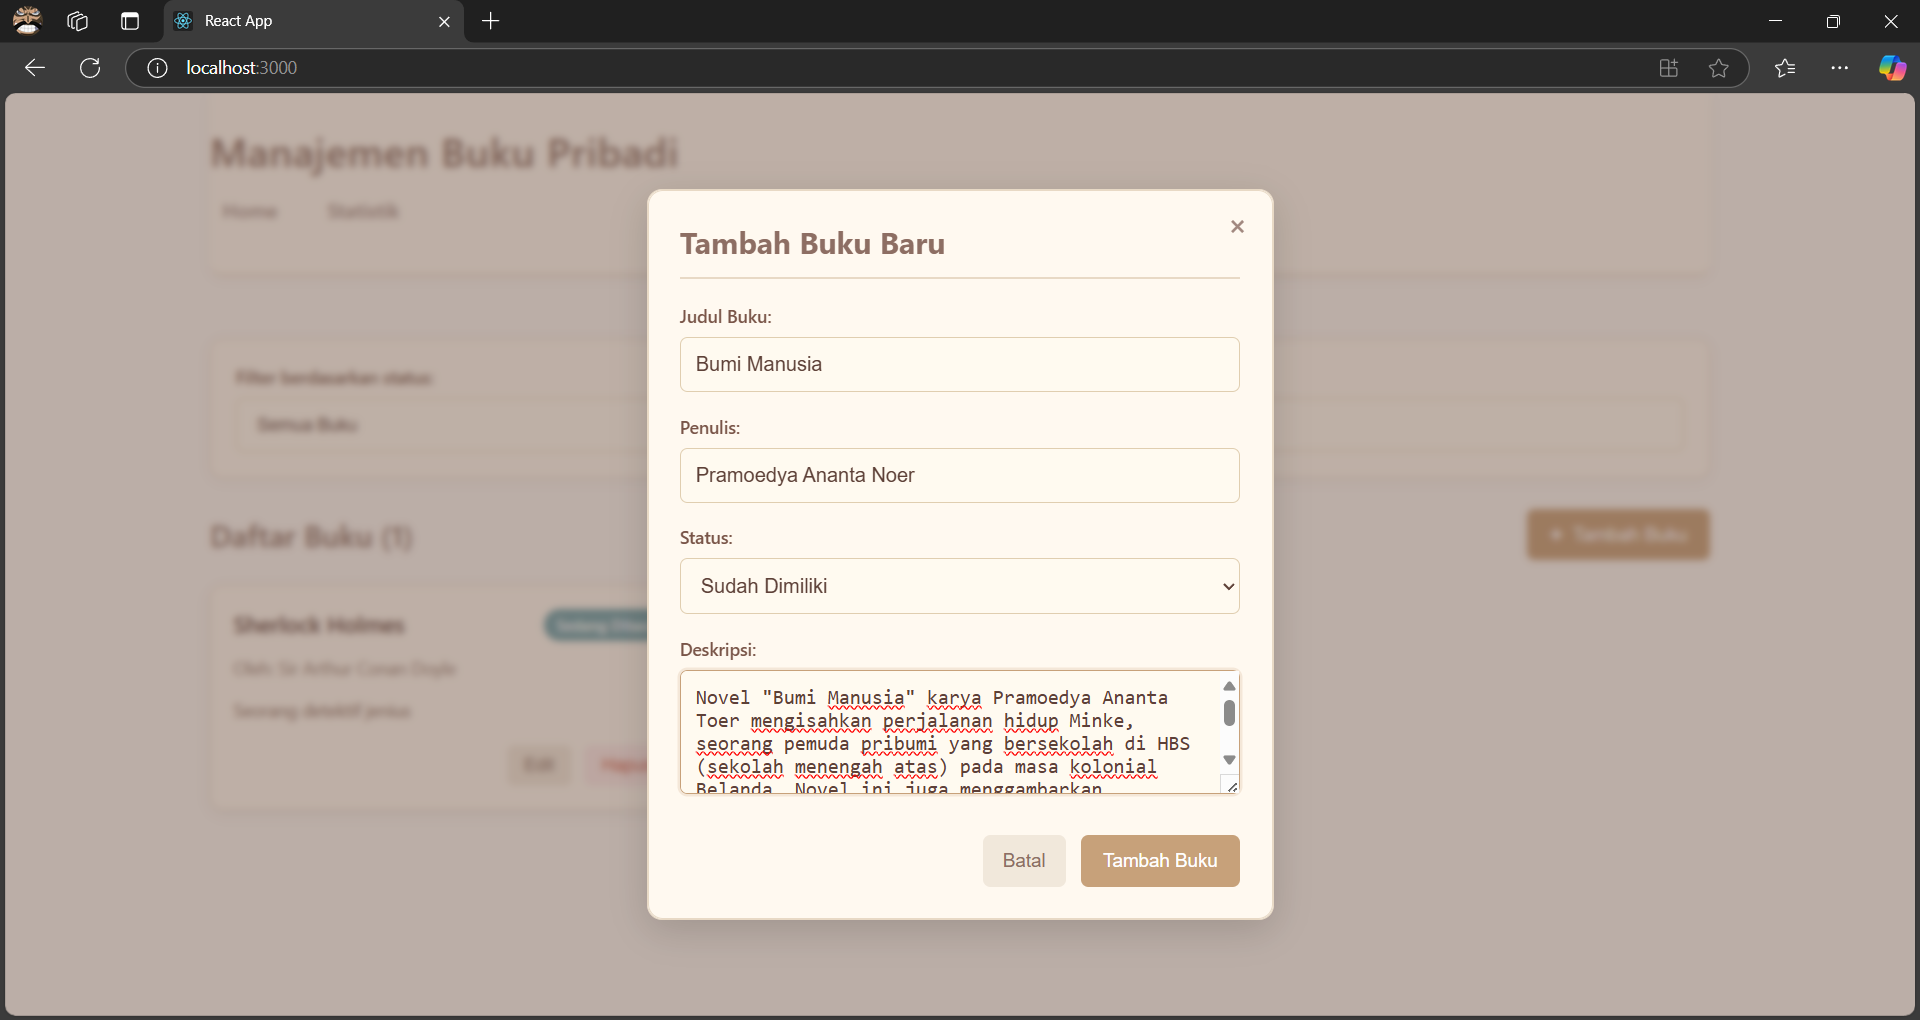 React App
localhost:3000
Manajemen Buku Pribadi
Home
Statistik
Filter berdasarkan status:
Semua Buku
Daftar Buku (1)
+ Tambah Buku
Sherlock Holmes
Sedang
Oleh: Sir Arthur Conan Doyle
Seorang detektif jenius
Edit
Tambah Buku Baru
×
Judul Buku:
Bumi Manusia
Penulis:
Pramoedya Ananta Noer
Status:
Sudah Dimiliki
Deskripsi:
Novel "Bumi Manusia" karya Pramoedya Ananta
Toer mengisahkan perjalanan hidup Minke,
seorang pemuda pribumi yang bersekolah di HBS
(sekolah menengah atas) pada masa kolonial
Belanda. Novel ini juga menggambarkan
Batal
Tambah Buku